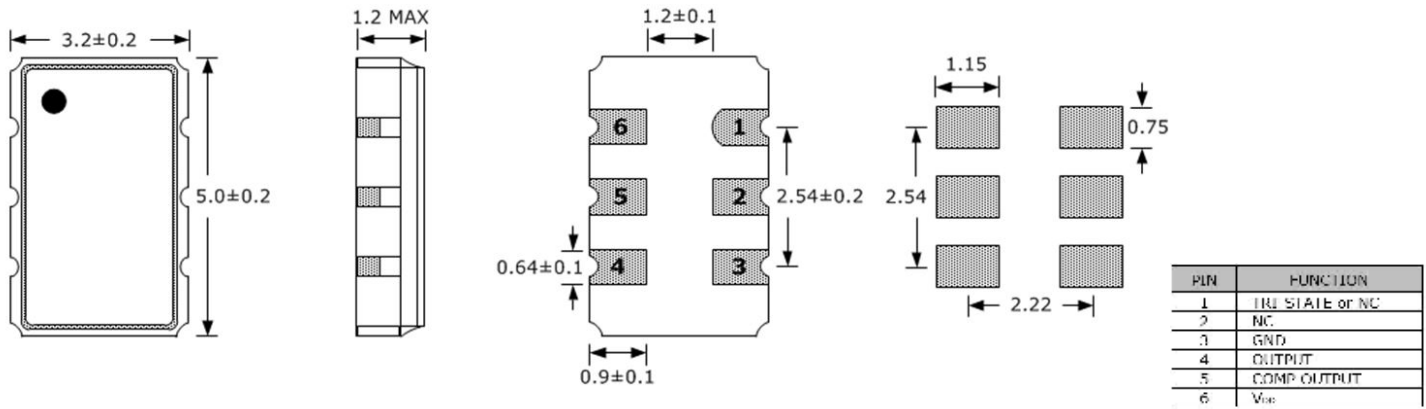 3.2±0.2
5.0±0.2
1.2 MAX
1.2±0.1
6 1
5 2
4 3
2.54±0.2
0.64±0.1
0.9±0.1
1.15
0.75
2.54
2.22
PIN FUNCTION
1 TRI STATE or NC
2 NC
3 GND
4 OUTPUT
5 COMP OUTPUT
6